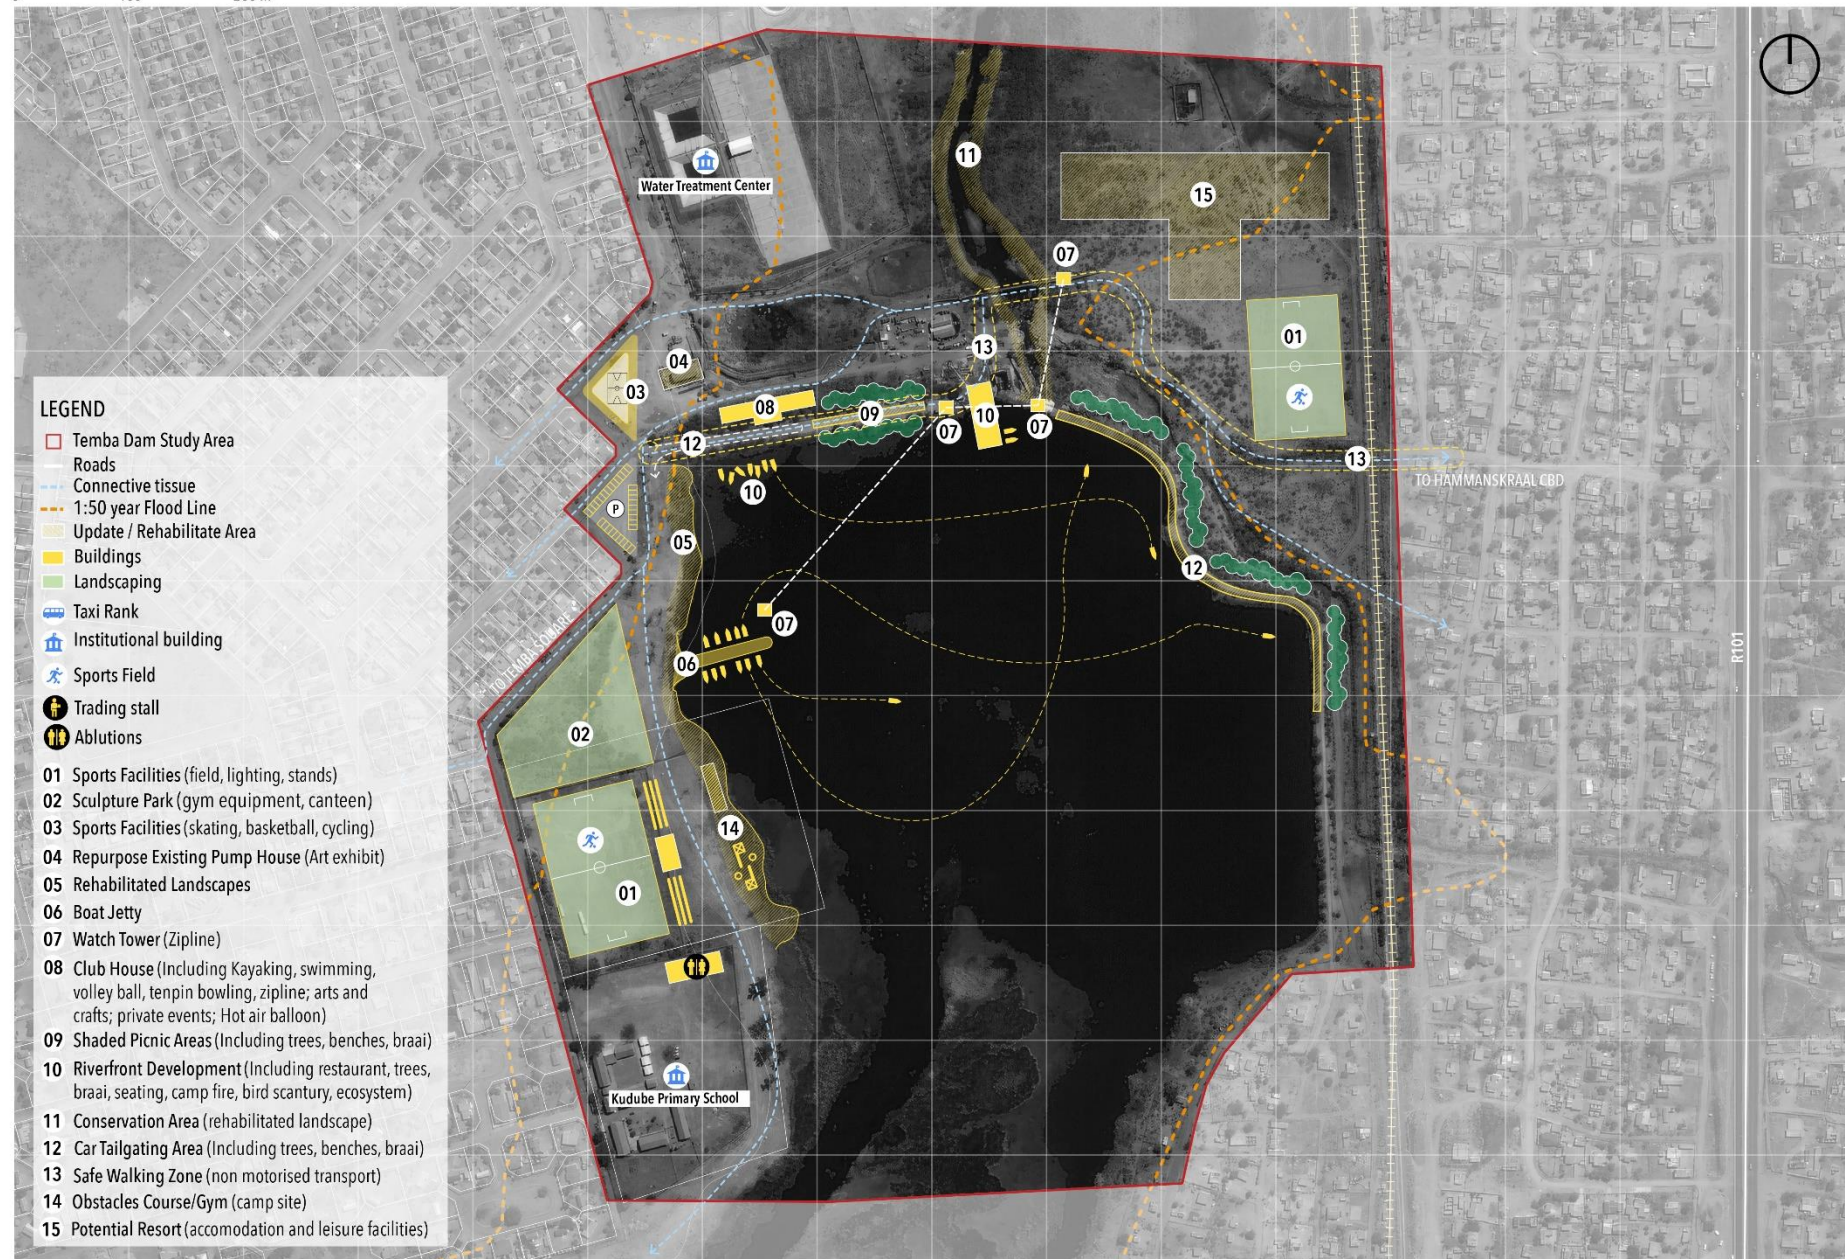 Water Treatment Center
11
15
07
01
04
13
03
08
09
10
07
07
12
13
TO HAMMANSKRAAL CBD
10
P
05
12
07
06
TO TEMBA SQUARE
R101
02
14
01
Kudube Primary School
LEGEND
Temba Dam Study Area
Roads
Connective tissue
1:50 year Flood Line
Update / Rehabilitate Area
Buildings
Landscaping
Taxi Rank
Institutional building
Sports Field
Trading stall
Ablutions
01 Sports Facilities (field, lighting, stands)
02 Sculpture Park (gym equipment, canteen)
03 Sports Facilities (skating, basketball, cycling)
04 Repurpose Existing Pump House (Art exhibit)
05 Rehabilitated Landscapes
06 Boat Jetty
07 Watch Tower (Zipline)
08 Club House (Including Kayaking, swimming,
volley ball, tenpin bowling, zipline; arts and
crafts; private events; Hot air balloon)
09 Shaded Picnic Areas (Including trees, benches, braai)
10 Riverfront Development (Including restaurant, trees,
braai, seating, camp fire, bird scantury, ecosystem)
11 Conservation Area (rehabilitated landscape)
12 Car Tailgating Area (Including trees, benches, braai)
13 Safe Walking Zone (non motorised transport)
14 Obstacles Course/Gym (camp site)
15 Potential Resort (accomodation and leisure facilities)